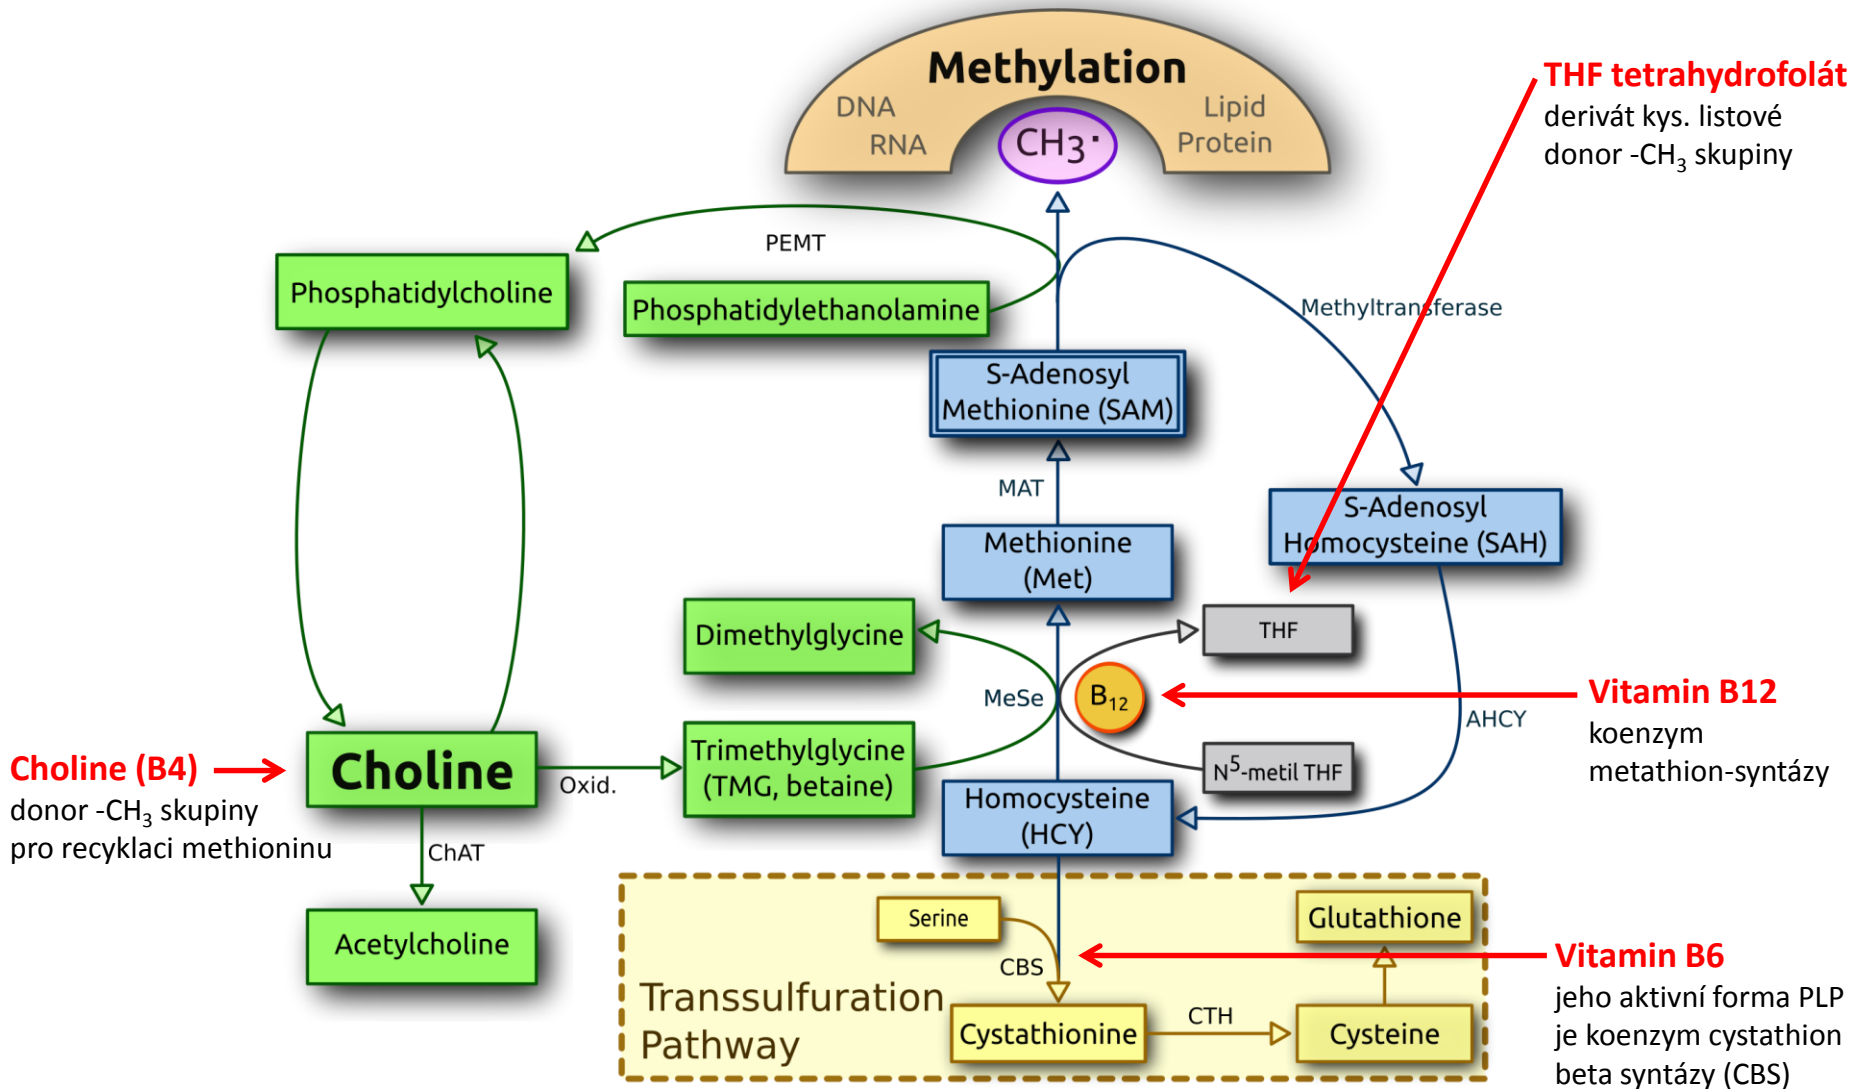 Methylation
DNA
RNA
Lipid
Protein
CH3·
THF tetrahydrofolát
derivát kys. listové
donor -CH₃ skupiny
PEMT
Phosphatidylcholine
Phosphatidylethanolamine
Methyltransferase
S-Adenosyl
Methionine (SAM)
MAT
S-Adenosyl
Homocysteine (SAH)
Methionine
(Met)
Dimethylglycine
THF
MeSe
B₁₂
Vitamin B12
koenzym
metathion-syntázy
AHCY
Choline (B4)
donor -CH₃ skupiny
pro recyklaci methioninu
Choline
Oxid.
Trimethylglycine
(TMG, betaine)
N⁵-metil THF
Homocysteine
(HCY)
ChAT
Acetylcholine
Serine
Glutathione
CBS
Vitamin B6
jeho aktivní forma PLP
je koenzym cystathion
beta syntázy (CBS)
Transsulfuration
Pathway
Cystathionine
CTH
Cysteine